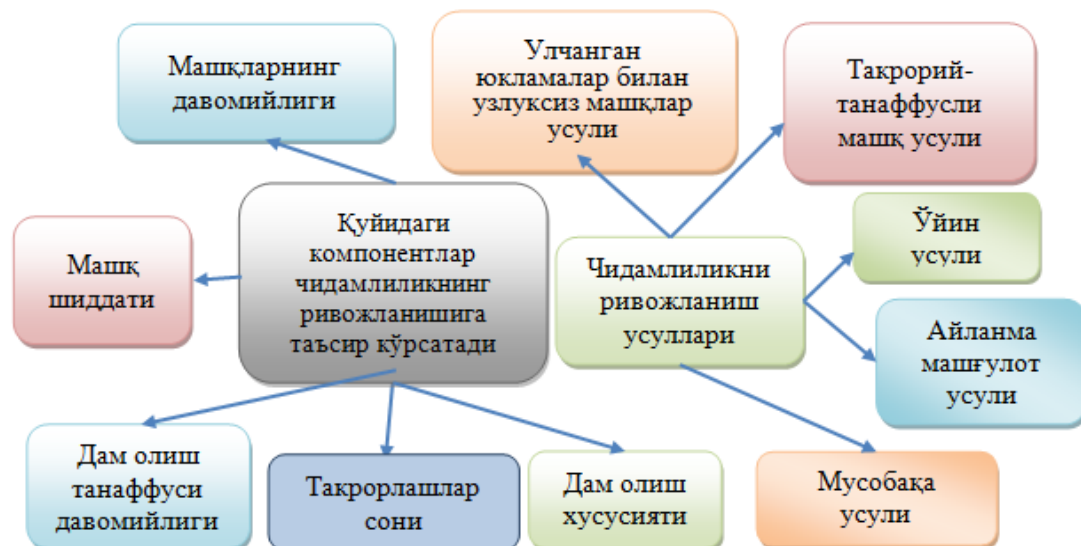 Машқларнинг
давомийлиги
Улчанган
юкламалар билан
узлуксиз машқлар
усули
Такрорий-
танаффусли
машқ усули
Машқ
шиддати
Қуйидаги
компонентлар
чидамлиликнинг
ривожланишига
таъсир кўрсатади
Чидамлиликни
ривожланиш
усуллари
Ўйин
усули
Айланма
машғулот
усули
Дам олиш
танаффуси
давомийлиги
Такрорлашлар
сони
Дам олиш
хусусияти
Мусобақа
усули